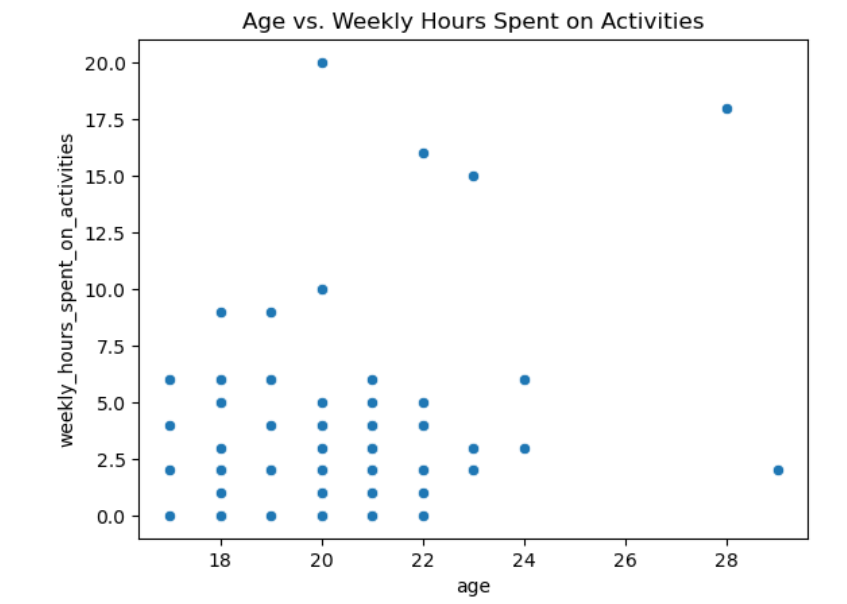 Age vs. Weekly Hours Spent on Activities
20.0
17.5
15.0
12.5
10.0
7.5
5.0
2.5
0.0
weekly_hours_spent_on_activities
18 20 22 24 26 28
age